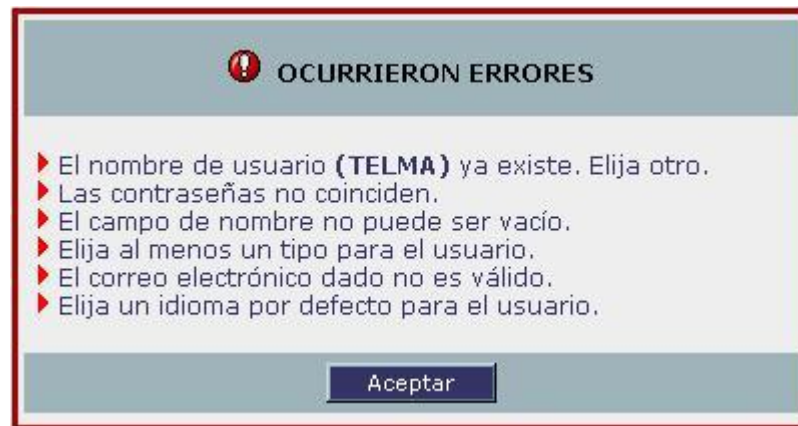 OCURRIERON ERRORES
El nombre de usuario (TELMA) ya existe. Elija otro.
Las contraseñas no coinciden.
El campo de nombre no puede ser vacío.
Elija al menos un tipo para el usuario.
El correo electrónico dado no es válido.
Elija un idioma por defecto para el usuario.
Aceptar